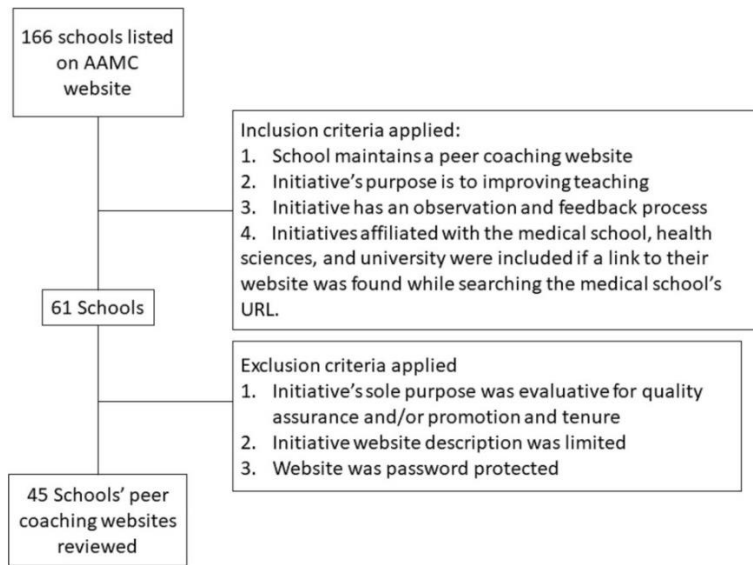 166 schools listed
on AAMC
website
Inclusion criteria applied:
1. School maintains a peer coaching website
2. Initiative's purpose is to improving teaching
3. Initiative has an observation and feedback process
4. Initiatives affiliated with the medical school, health
sciences, and university were included if a link to their
website was found while searching the medical school's
URL.
61 Schools
Exclusion criteria applied
1. Initiative's sole purpose was evaluative for quality
assurance and/or promotion and tenure
2. Initiative website description was limited
3. Website was password protected
45 Schools' peer
coaching websites
reviewed